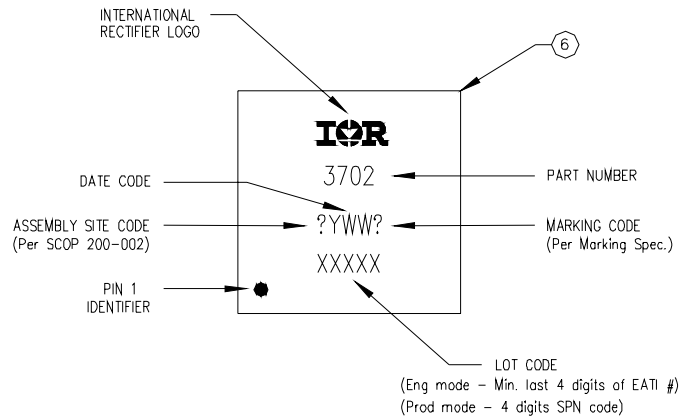 INTERNATIONAL
RECTIFIER LOGO
6
IOR
3702
PART NUMBER
DATE CODE
ASSEMBLY SITE CODE
(Per SCOP 200-002)
?YWW?
MARKING CODE
(Per Marking Spec.)
XXXXX
PIN 1
IDENTIFIER
LOT CODE
(Eng mode - Min. last 4 digits of EATI #)
(Prod mode - 4 digits SPN code)